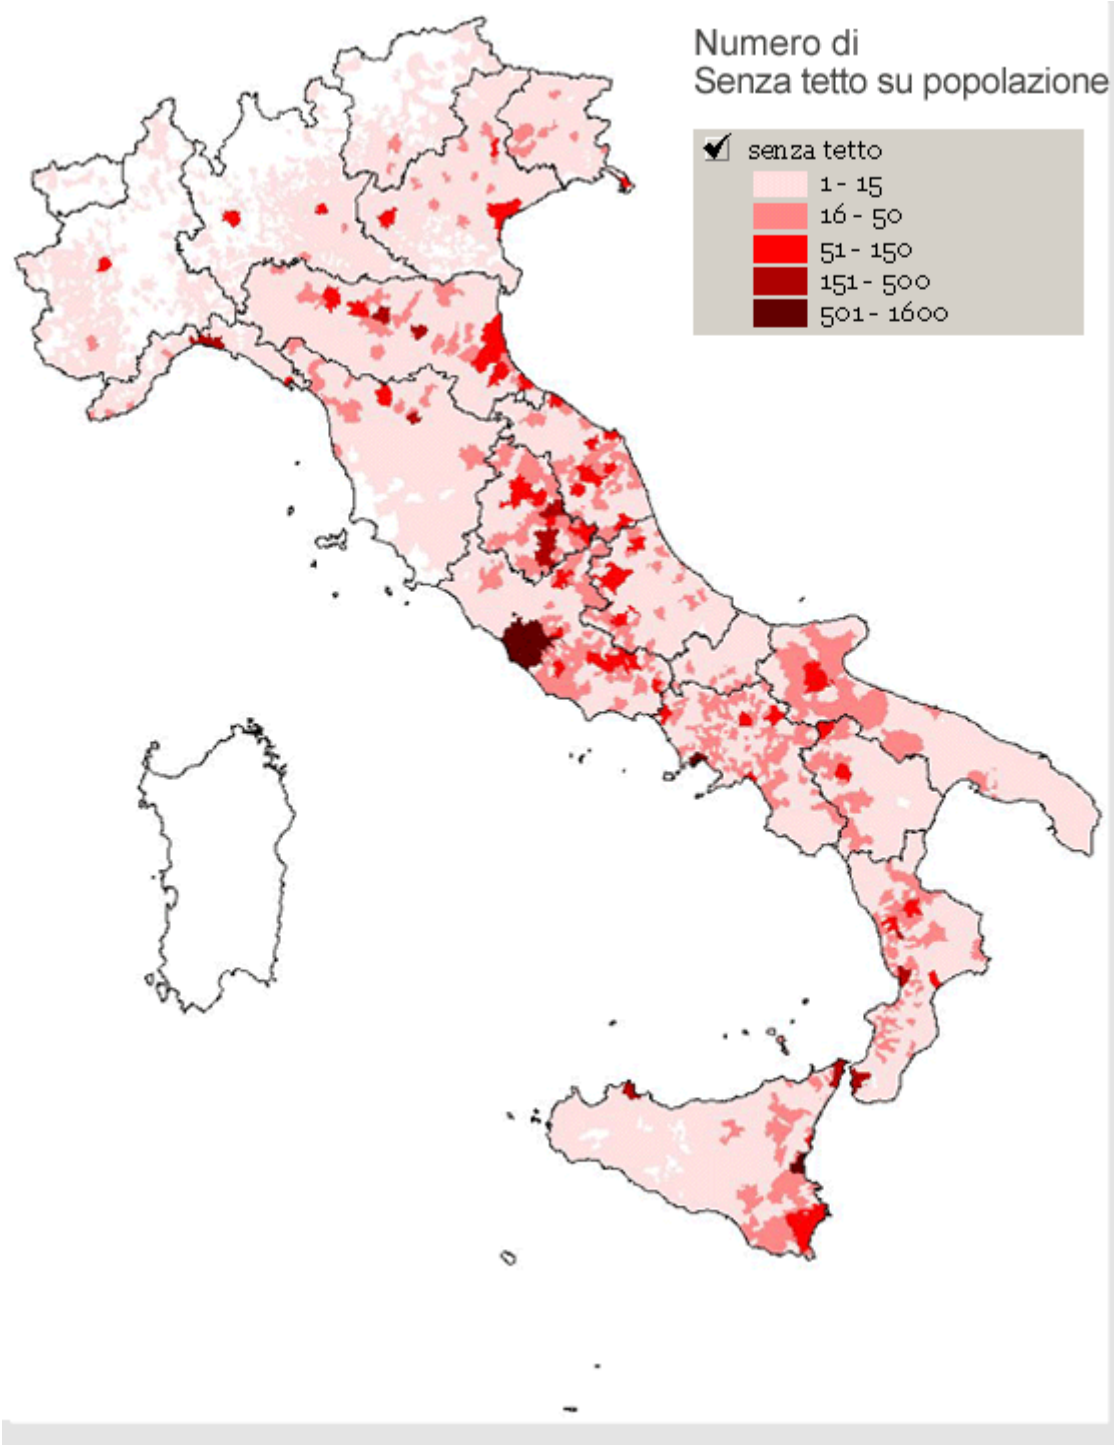 Numero di
Senza tetto su popolazione
senza tetto
1 - 15
16 - 50
51 - 150
151 - 500
501 - 1600